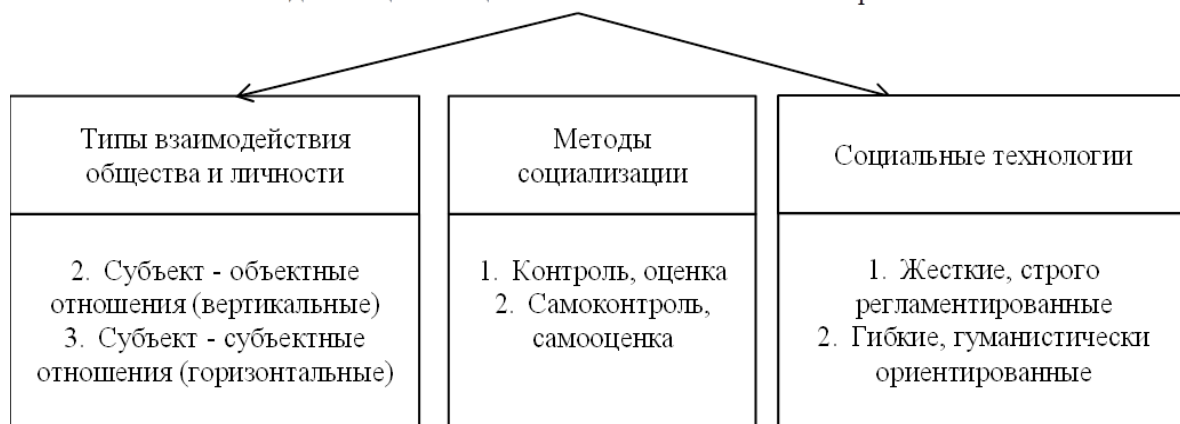 Типы взаимодействия
общества и личности
2. Субъект - объектные
отношения (вертикальные)
3. Субъект - субъектные
отношения (горизонтальные)
Методы
социализации
1. Контроль, оценка
2. Самоконтроль,
самооценка
Социальные технологии
1. Жесткие, строго
регламентированные
2. Гибкие, гуманистически
ориентированные